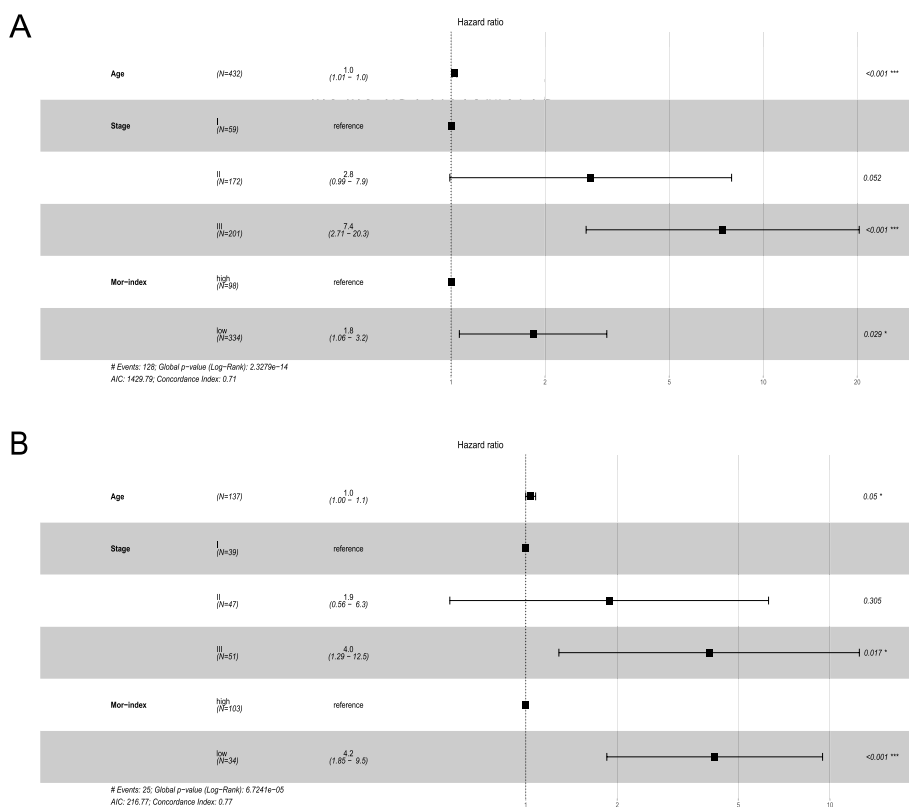 A
Hazard ratio
Age (N=432) 1.0 (1.01 − 1.0) <0.001 ***
Stage I (N=59) reference
II (N=172) 2.8 (0.99 − 7.9) 0.052
III (N=201) 7.4 (2.71 − 20.3) <0.001 ***
Mor−index high (N=98) reference
low (N=334) 1.8 (1.06 − 3.2) 0.029 *
# Events: 128; Global p−value (Log−Rank): 2.3279e−14
AIC: 1429.79; Concordance Index: 0.71
1 2 5 10 20
B
Hazard ratio
Age (N=137) 1.0 (1.00 − 1.1) 0.05 *
Stage I (N=39) reference
II (N=47) 1.9 (0.56 − 6.3) 0.305
III (N=51) 4.0 (1.29 − 12.5) 0.017 *
Mor−index high (N=103) reference
low (N=34) 4.2 (1.85 − 9.5) <0.001 ***
# Events: 25; Global p−value (Log−Rank): 6.7241e−05
AIC: 216.77; Concordance Index: 0.77
1 2 5 10